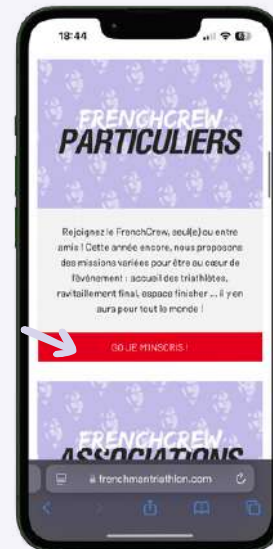 18:44
FRENCHCREW
PARTICULIERS
Rejoignez le FrenchCrew, seul(e) ou entre
amis ! Cette année encore, nous proposons
des missions variées pour être au cœur de
l'événement : accueil des triathlètes,
ravitaillement final, espace finisher ... il y en
aura pour tout le monde !
GO JE M'INSCRIS !
FRENCHCREW
ASSOCIATIONS
frenchmantriathlon.com